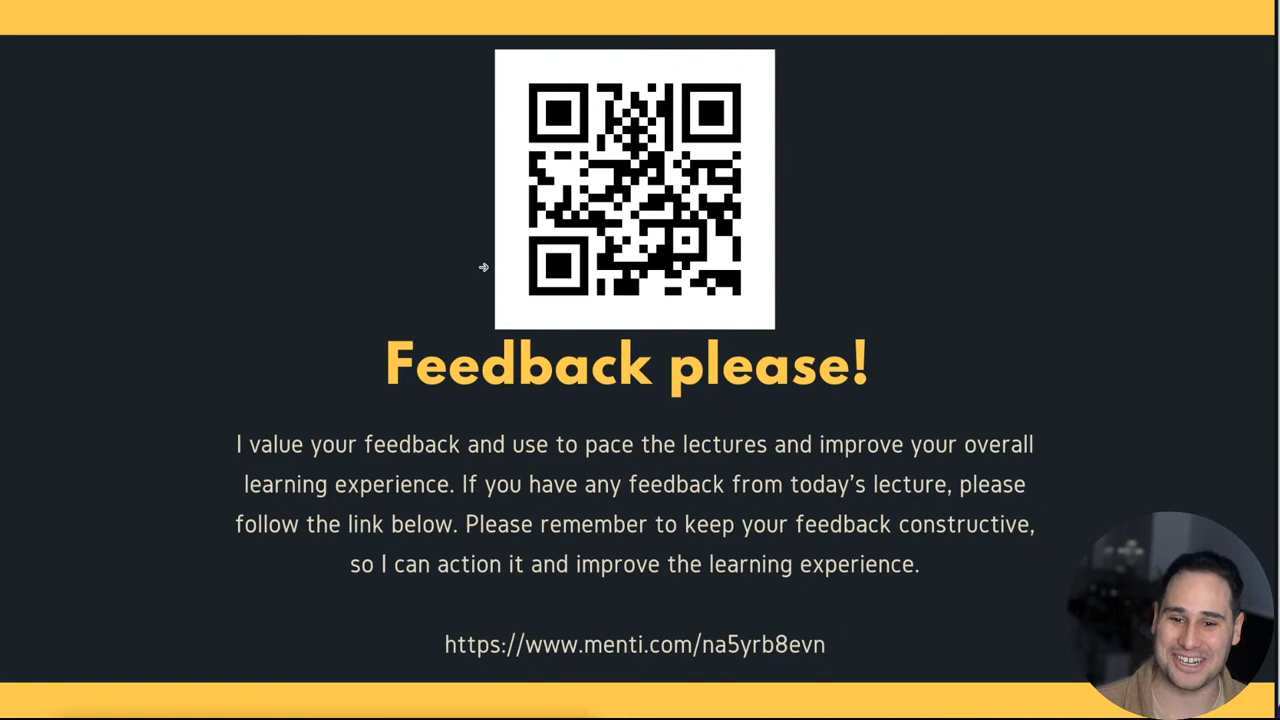 Feedback please!
I value your feedback and use to pace the lectures and improve your overall
learning experience. If you have any feedback from today’s lecture, please
follow the link below. Please remember to keep your feedback constructive,
so I can action it and improve the learning experience.
https://www.menti.com/na5yrb8evn